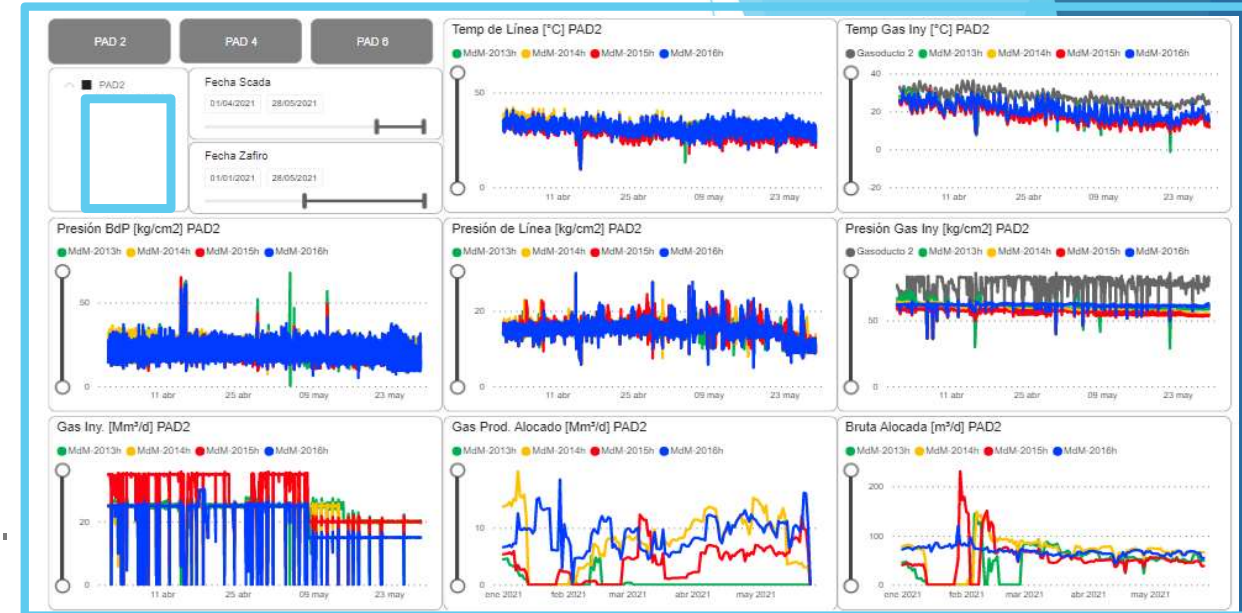 PAD 2
PAD 4
PAD 6
PAD2
Fecha Scada
01/04/2021 28/05/2021
Fecha Zafiro
01/01/2021 28/05/2021
Temp de Línea [°C] PAD2
MdM-2013h MdM-2014h MdM-2015h MdM-2016h
50
0
11 abr 25 abr 09 may 23 may
Temp Gas Iny [°C] PAD2
Gasoducto 2 MdM-2013h MdM-2014h MdM-2015h MdM-2016h
40
20
0
-20
11 abr 25 abr 09 may 23 may
Presión BdP [kg/cm2] PAD2
MdM-2013h MdM-2014h MdM-2015h MdM-2016h
50
0
11 abr 25 abr 09 may 23 may
Presión de Línea [kg/cm2] PAD2
MdM-2013h MdM-2014h MdM-2015h MdM-2016h
20
0
11 abr 25 abr 09 may 23 may
Presión Gas Iny [kg/cm2] PAD2
Gasoducto 2 MdM-2013h MdM-2014h MdM-2015h MdM-2016h
50
0
11 abr 25 abr 09 may 23 may
Gas Iny. [Mm³/d] PAD2
MdM-2013h MdM-2014h MdM-2015h MdM-2016h
20
0
11 abr 25 abr 09 may 23 may
Gas Prod. Alocado [Mm³/d] PAD2
MdM-2013h MdM-2014h MdM-2015h MdM-2016h
10
0
ene 2021 feb 2021 mar 2021 abr 2021 may 2021
Bruta Alocada [m³/d] PAD2
MdM-2013h MdM-2014h MdM-2015h MdM-2016h
200
100
0
ene 2021 feb 2021 mar 2021 abr 2021 may 2021